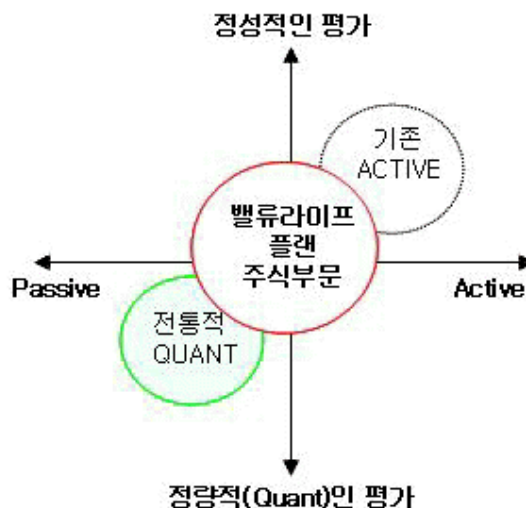 정성적인 평가
기존
ACTIVE
밸류라이프
플랜
주식부문
Passive
Active
전통적
QUANT
정량적(Quant)인 평가